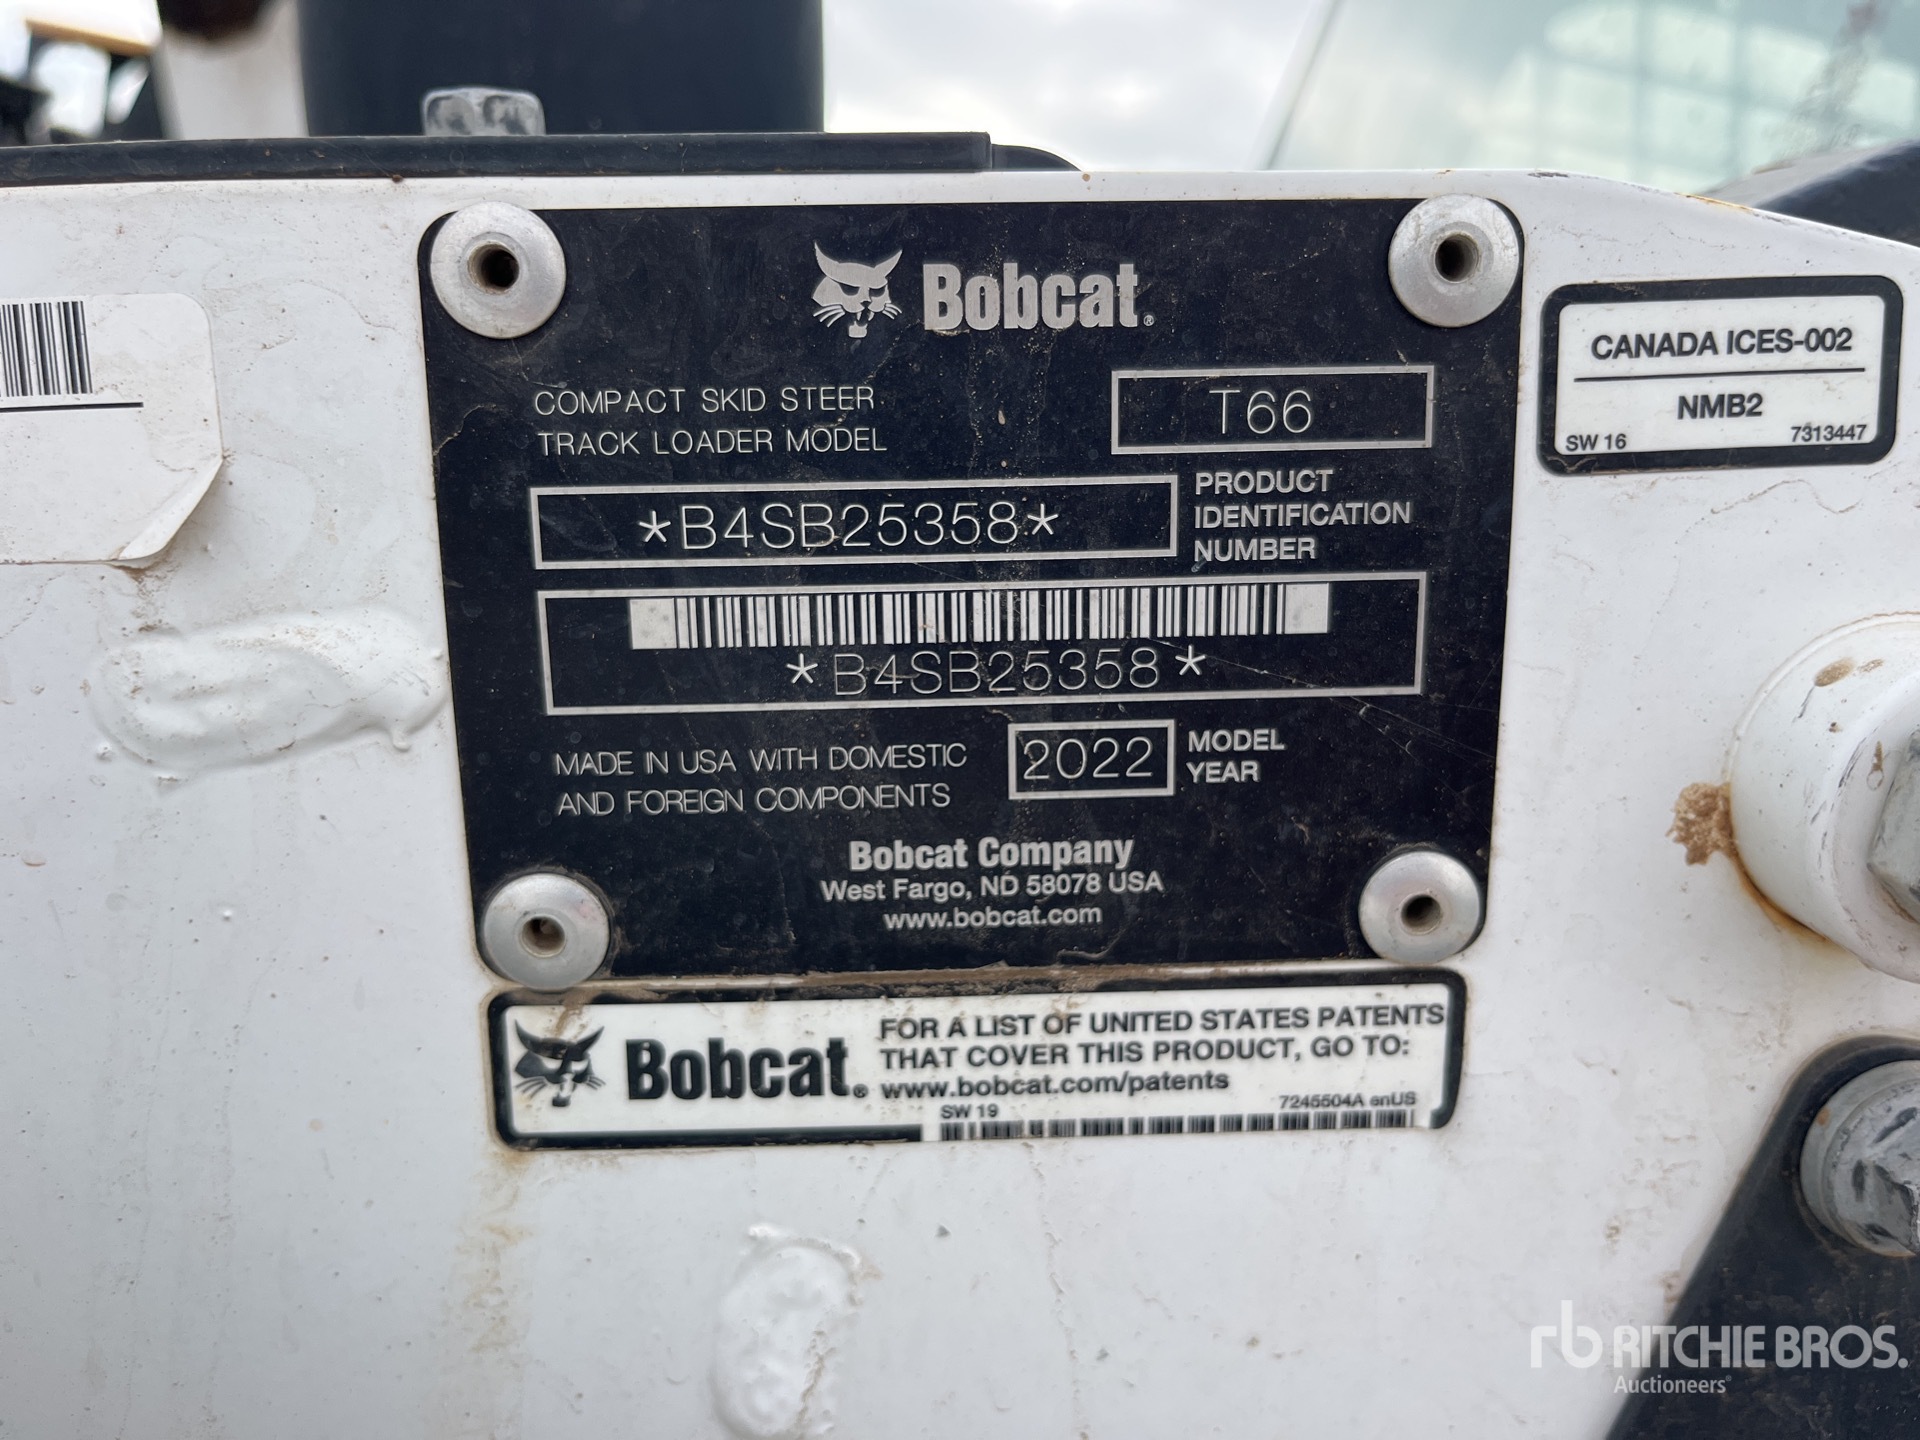 Bobcat®
COMPACT SKID STEER
TRACK LOADER MODEL
T66
*B4SB25358*
PRODUCT
IDENTIFICATION
NUMBER
*B4SB25358*
MADE IN USA WITH DOMESTIC
AND FOREIGN COMPONENTS
2022
MODEL
YEAR
Bobcat Company
West Fargo, ND 58078 USA
www.bobcat.com
CANADA ICES-002
NMB2
SW 16
7313447
Bobcat®
FOR A LIST OF UNITED STATES PATENTS
THAT COVER THIS PRODUCT, GO TO:
www.bobcat.com/patents
SW 19
7245504A enUS
rb RITCHIE BROS.
Auctioneers®